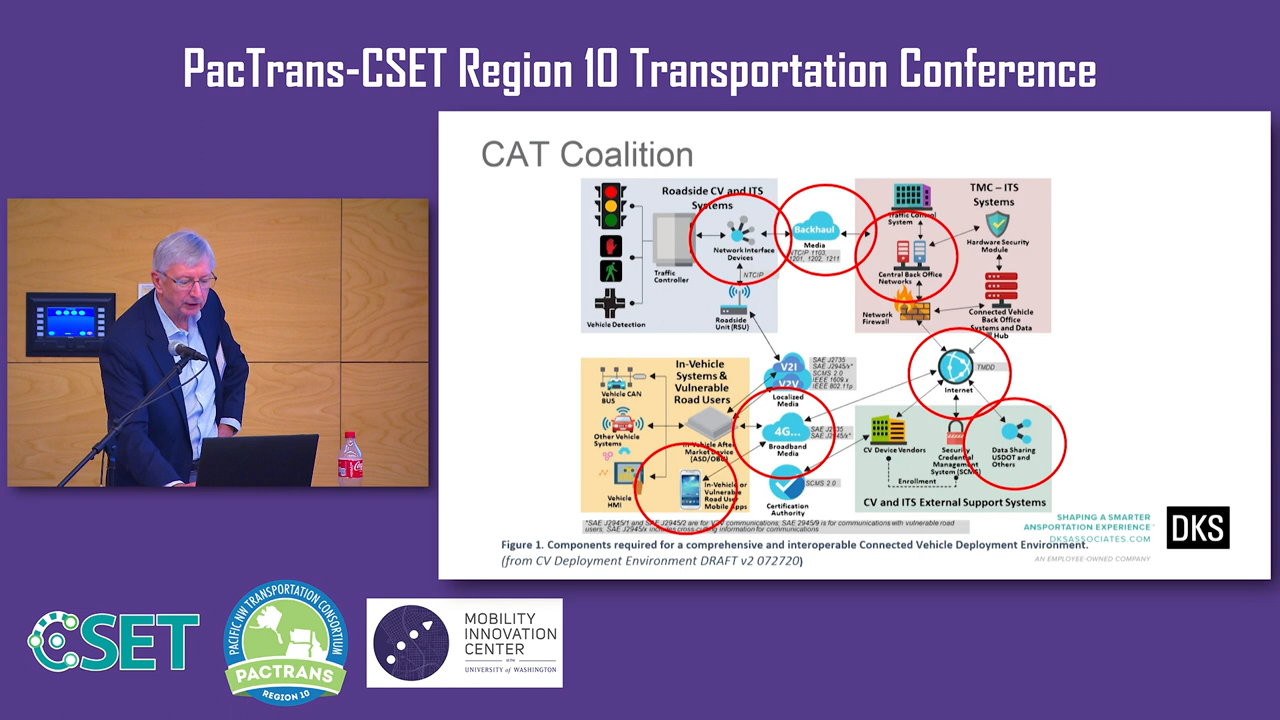 PacTrans-CSET Region 10 Transportation Conference
CAT Coalition
Roadside CV and ITS
Systems
Network Interface
Devices
Traffic
Controller
NTCIP
Vehicle Detection
Roadside
Unit (RSU)
Backhaul
Media
NTCIP 1103,
1201, 1202, 1211
TMC – ITS
Systems
Traffic Control
System
Hardware Security
Module
Central Back Office
Networks
Network
Firewall
Connected Vehicle
Back Office
Systems and Data
Hub
In-Vehicle
Systems &
Vulnerable
Road Users
Vehicle CAN
BUS
Other Vehicle
Systems
Vehicle
HMI
In-Vehicle After
Market Device
(ASD/OBU)
In-Vehicle or
Vulnerable
Road User
Mobile Apps
V2I
V2V
Localized
Media
SAE J2735
SAE J2945/x*
SCMS 2.0
IEEE 1609.x
IEEE 802.11p
4G...
Broadband
Media
SAE J2735
SAE J2945/x*
Certification
Authority
SCMS 2.0
Internet
TMDD
CV Device Vendors
Security
Credential
Management
System (SCMS)
Data Sharing
USDOT and
Others
Enrollment
CV and ITS External Support Systems
*SAE J2945/1 and SAE J2945/2 are for V2V communications; SAE 2945/9 is for communications with vulnerable road
users; SAE J2945/x includes cross-cutting information for communications
Figure 1. Components required for a comprehensive and interoperable Connected Vehicle Deployment Environment.
(from CV Deployment Environment DRAFT v2 072720)
SHAPING A SMARTER
ANSPORTATION EXPERIENCE™
DKSASSOCIATES.COM
AN EMPLOYEE-OWNED COMPANY
DKS
CSET
PACIFIC NW TRANSPORTATION CONSORTIUM
PACTRANS
REGION 10
MOBILITY
INNOVATION
CENTER
UNIVERSITY of WASHINGTON